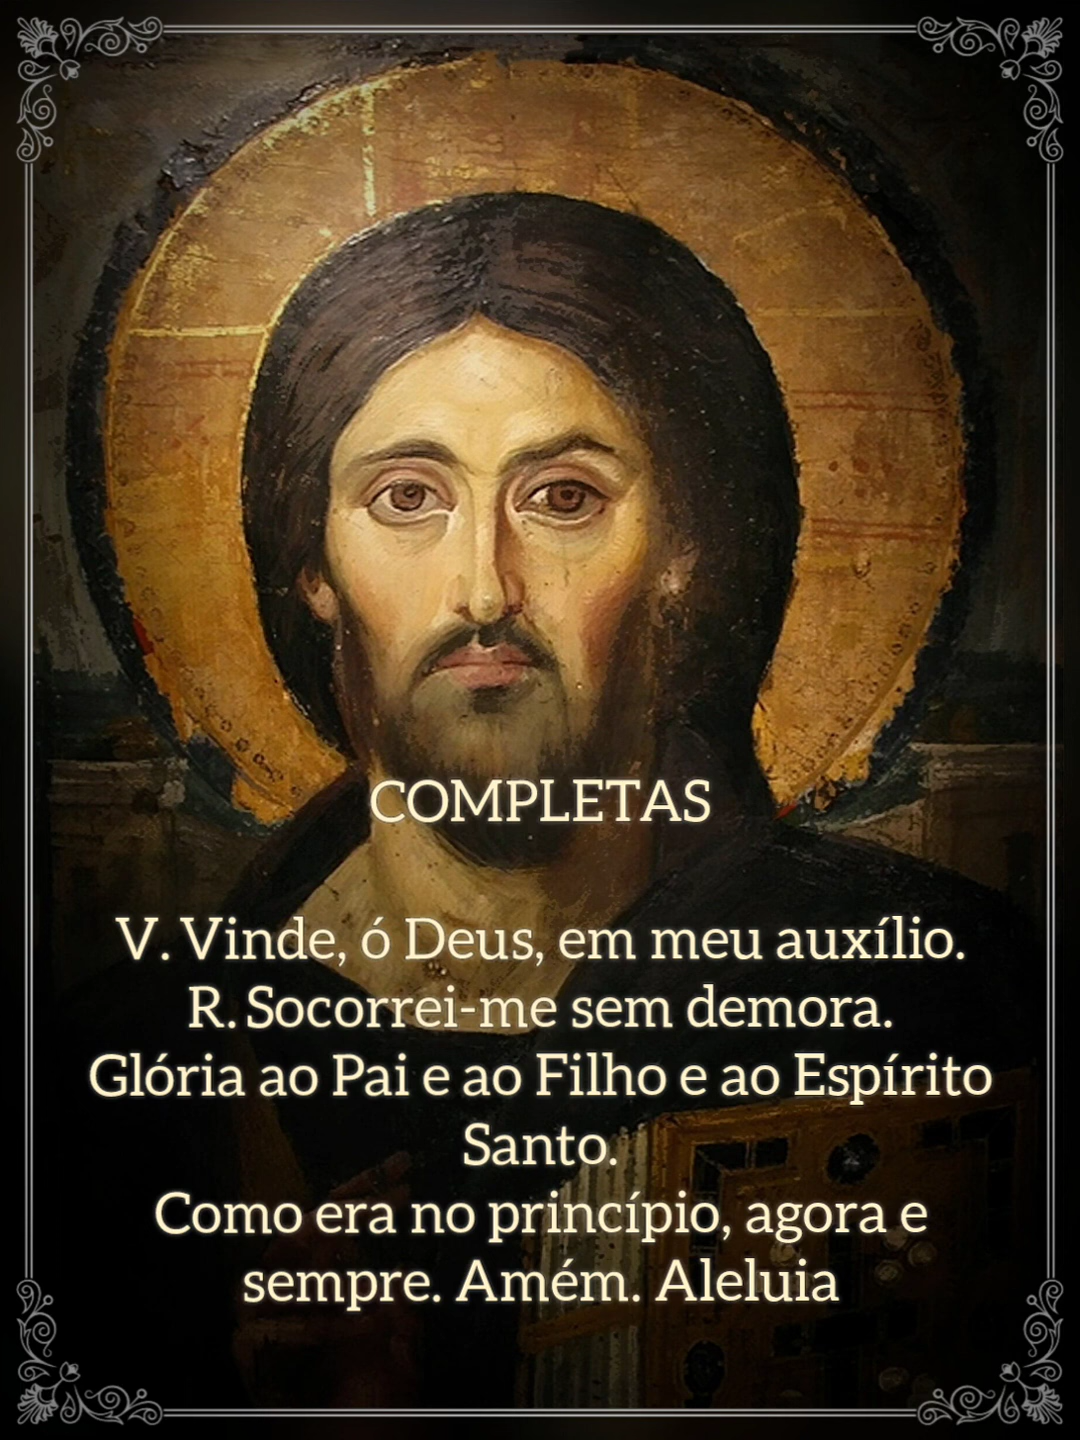 COMPLETAS
V. Vinde, ó Deus, em meu auxílio.
R. Socorrei-me sem demora.
Glória ao Pai e ao Filho e ao Espírito
Santo.
Como era no princípio, agora e
sempre. Amém. Aleluia